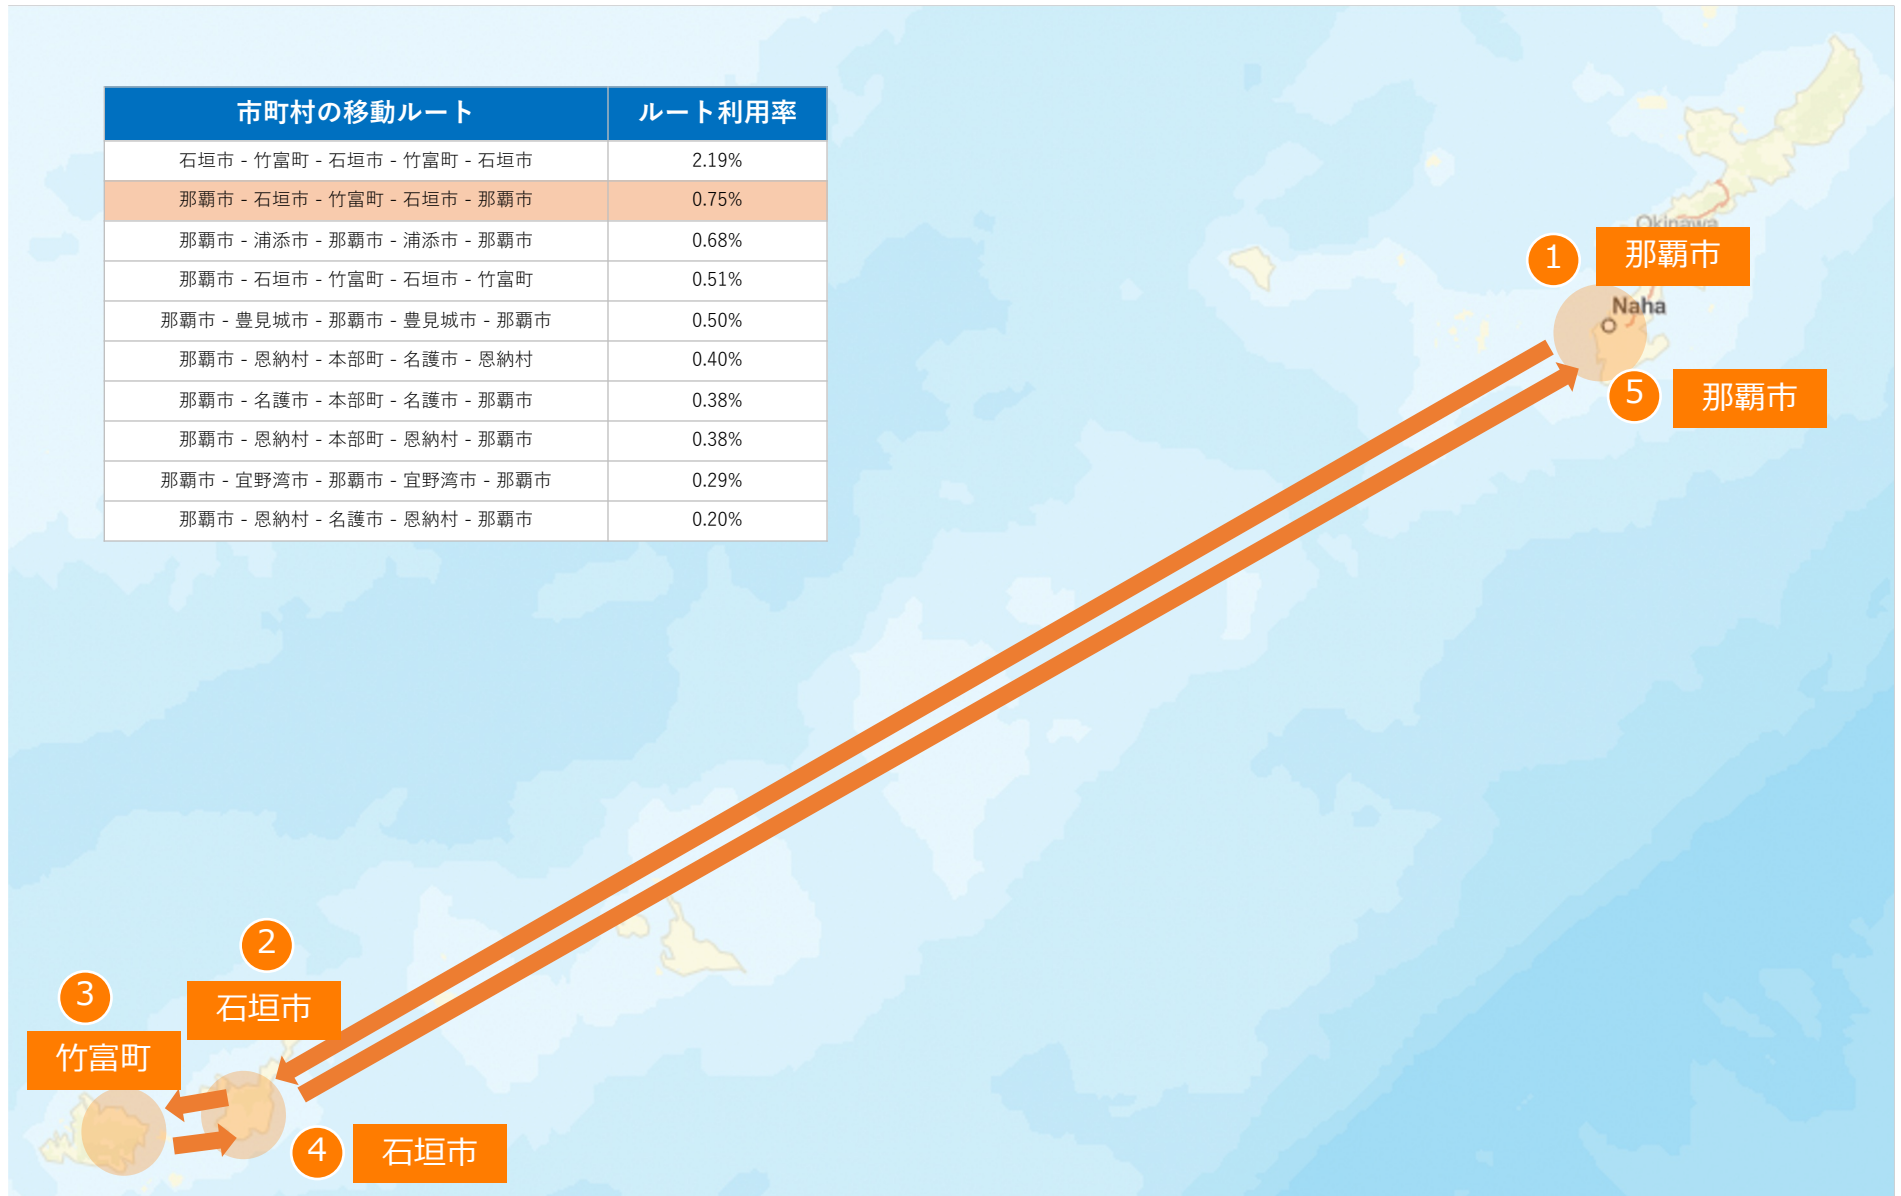 市町村の移動ルート ルート利用率
石垣市 - 竹富町 - 石垣市 - 竹富町 - 石垣市 2.19%
那覇市 - 石垣市 - 竹富町 - 石垣市 - 那覇市 0.75%
那覇市 - 浦添市 - 那覇市 - 浦添市 - 那覇市 0.68%
那覇市 - 石垣市 - 竹富町 - 石垣市 - 竹富町 0.51%
那覇市 - 豊見城市 - 那覇市 - 豊見城市 - 那覇市 0.50%
那覇市 - 恩納村 - 本部町 - 名護市 - 恩納村 0.40%
那覇市 - 名護市 - 本部町 - 名護市 - 那覇市 0.38%
那覇市 - 恩納村 - 本部町 - 恩納村 - 那覇市 0.38%
那覇市 - 宜野湾市 - 那覇市 - 宜野湾市 - 那覇市 0.29%
那覇市 - 恩納村 - 名護市 - 恩納村 - 那覇市 0.20%
Okinawa
1 那覇市
Naha
5 那覇市
2
石垣市
3
竹富町
4 石垣市